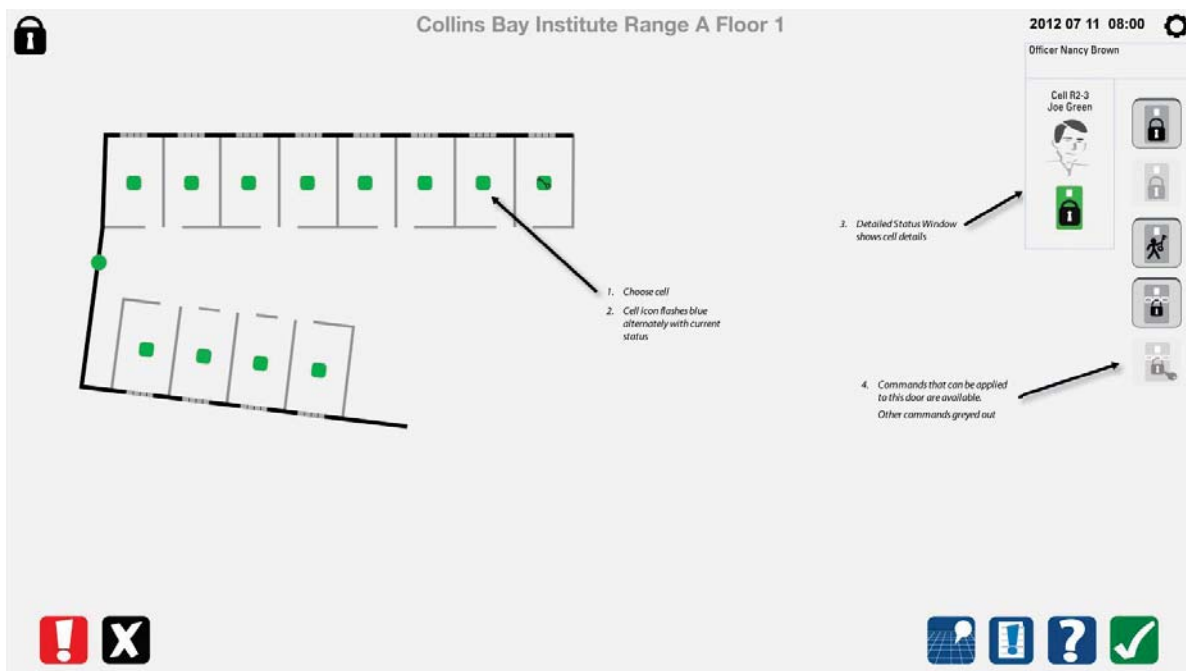 Collins Bay Institute Range A Floor 1
2012 07 11 08:00
Officer Nancy Brown
Cell R2-3
Joe Green
3. Detailed Status Window
shows cell details
1. Choose cell
2. Cell icon flashes blue
alternately with current
status
4. Commands that can be applied
to this door are available.
Other commands greyed out